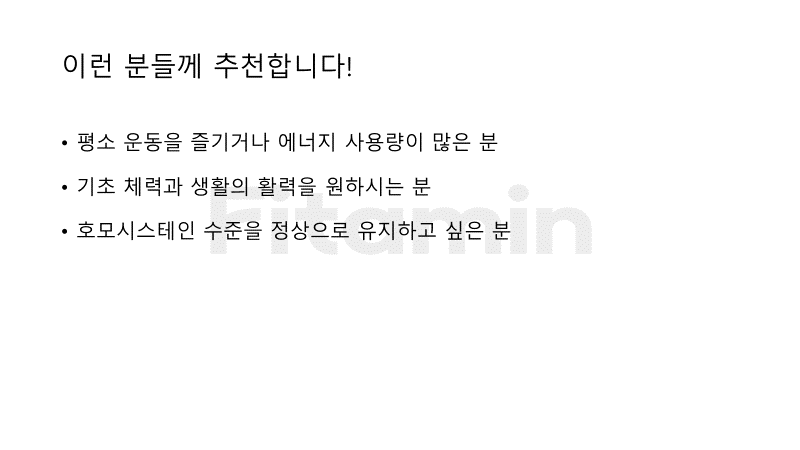 이런 분들께 추천합니다!
• 평소 운동을 즐기거나 에너지 사용량이 많은 분
• 기초 체력과 생활의 활력을 원하시는 분
• 호모시스테인 수준을 정상으로 유지하고 싶은 분
Fitamin